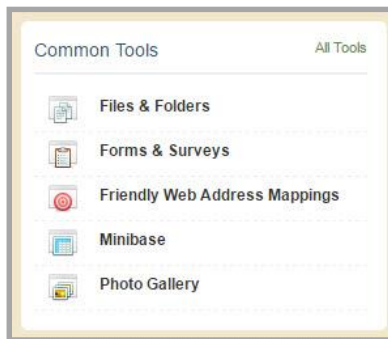 Common Tools All Tools
Files & Folders
Forms & Surveys
Friendly Web Address Mappings
Minibase
Photo Gallery